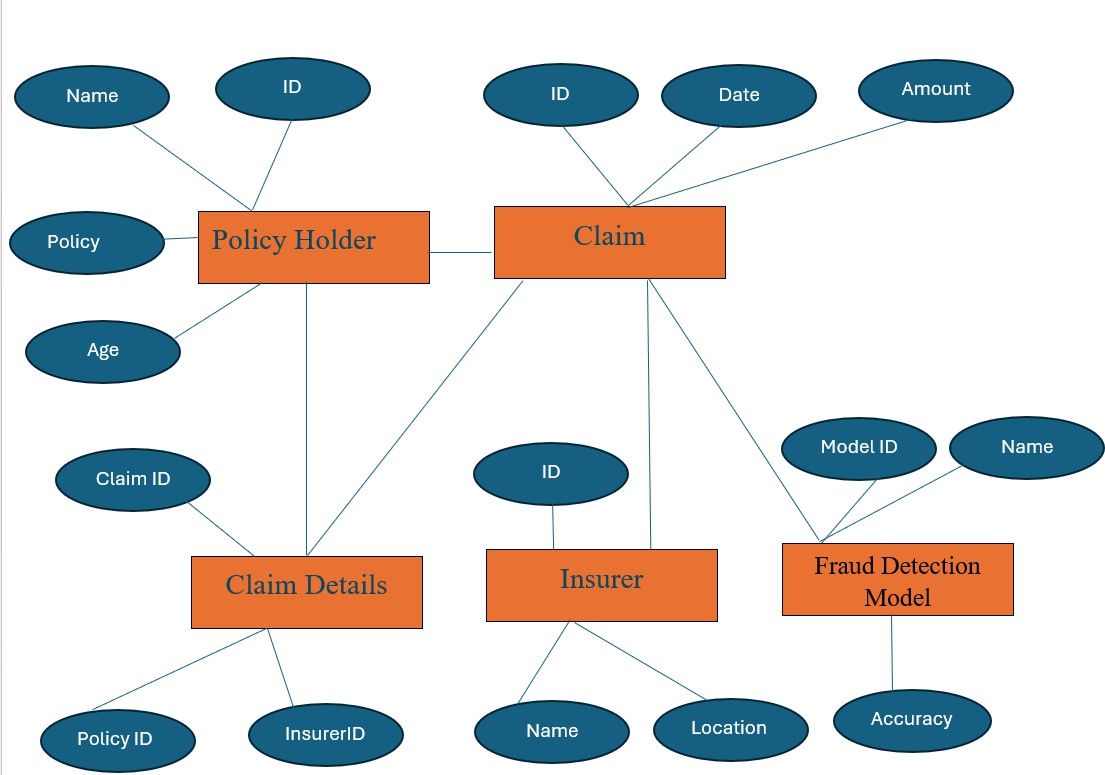 Name
ID
ID
Date
Amount
Policy
Policy Holder
Claim
Age
Claim ID
ID
Model ID
Name
Claim Details
Insurer
Fraud Detection
Model
Policy ID
InsurerID
Name
Location
Accuracy